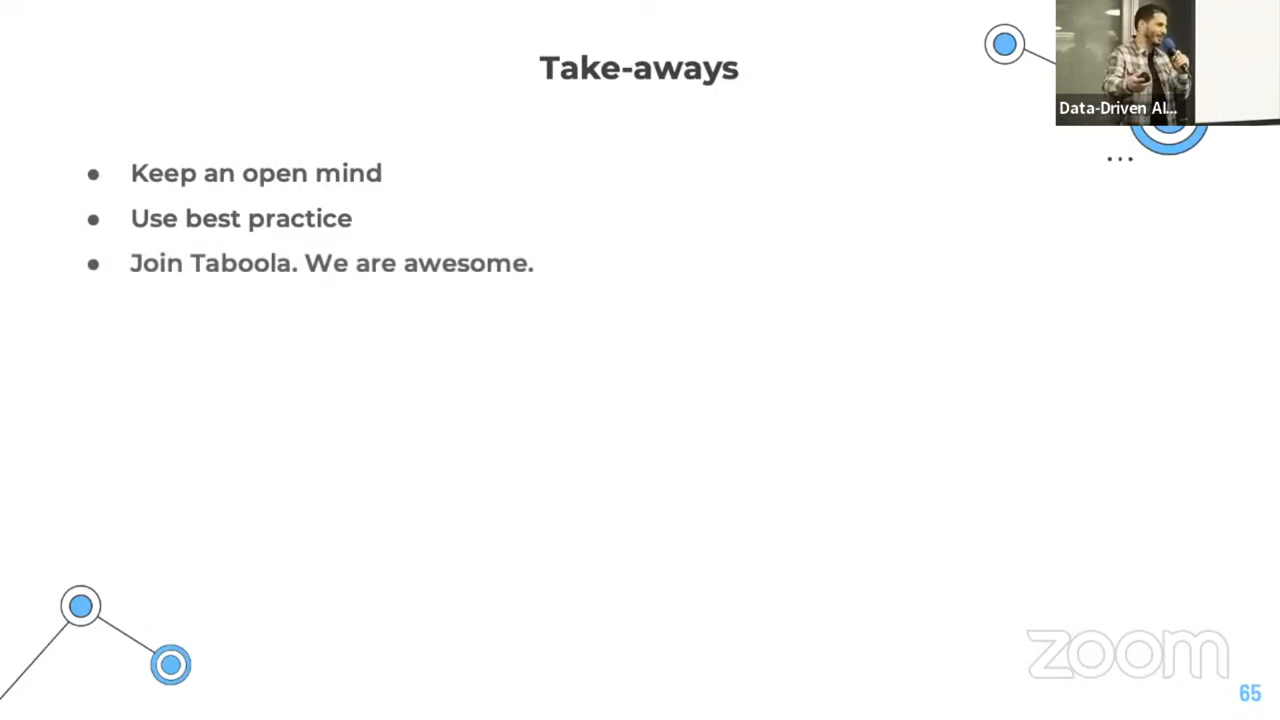 Take-aways
Data-Driven AI...
...
● Keep an open mind
● Use best practice
● Join Taboola. We are awesome.
zoom
65